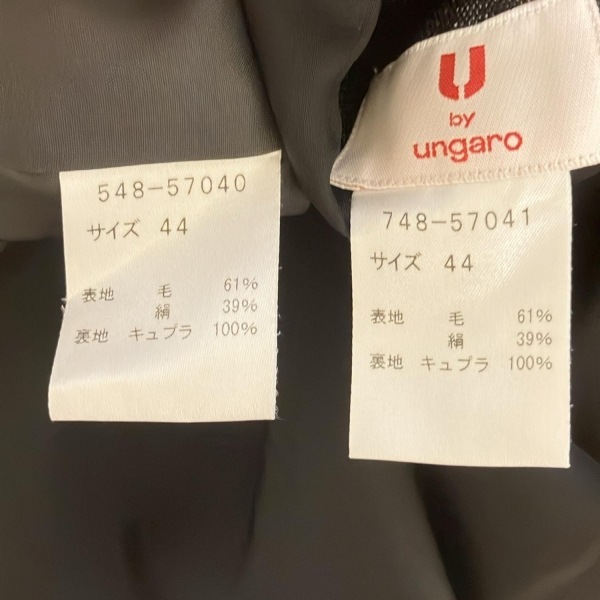 U
by
ungaro
548-57040
サイズ 44
表地 毛 61%
絹 39%
裏地 キュプラ 100%
748-57041
サイズ 44
表地 毛 61%
絹 39%
裏地 キュプラ 100%